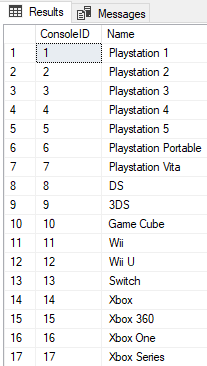 Results Messages
ConsoleID Name
1 1 Playstation 1
2 2 Playstation 2
3 3 Playstation 3
4 4 Playstation 4
5 5 Playstation 5
6 6 Playstation Portable
7 7 Playstation Vita
8 8 DS
9 9 3DS
10 10 Game Cube
11 11 Wii
12 12 Wii U
13 13 Switch
14 14 Xbox
15 15 Xbox 360
16 16 Xbox One
17 17 Xbox Series